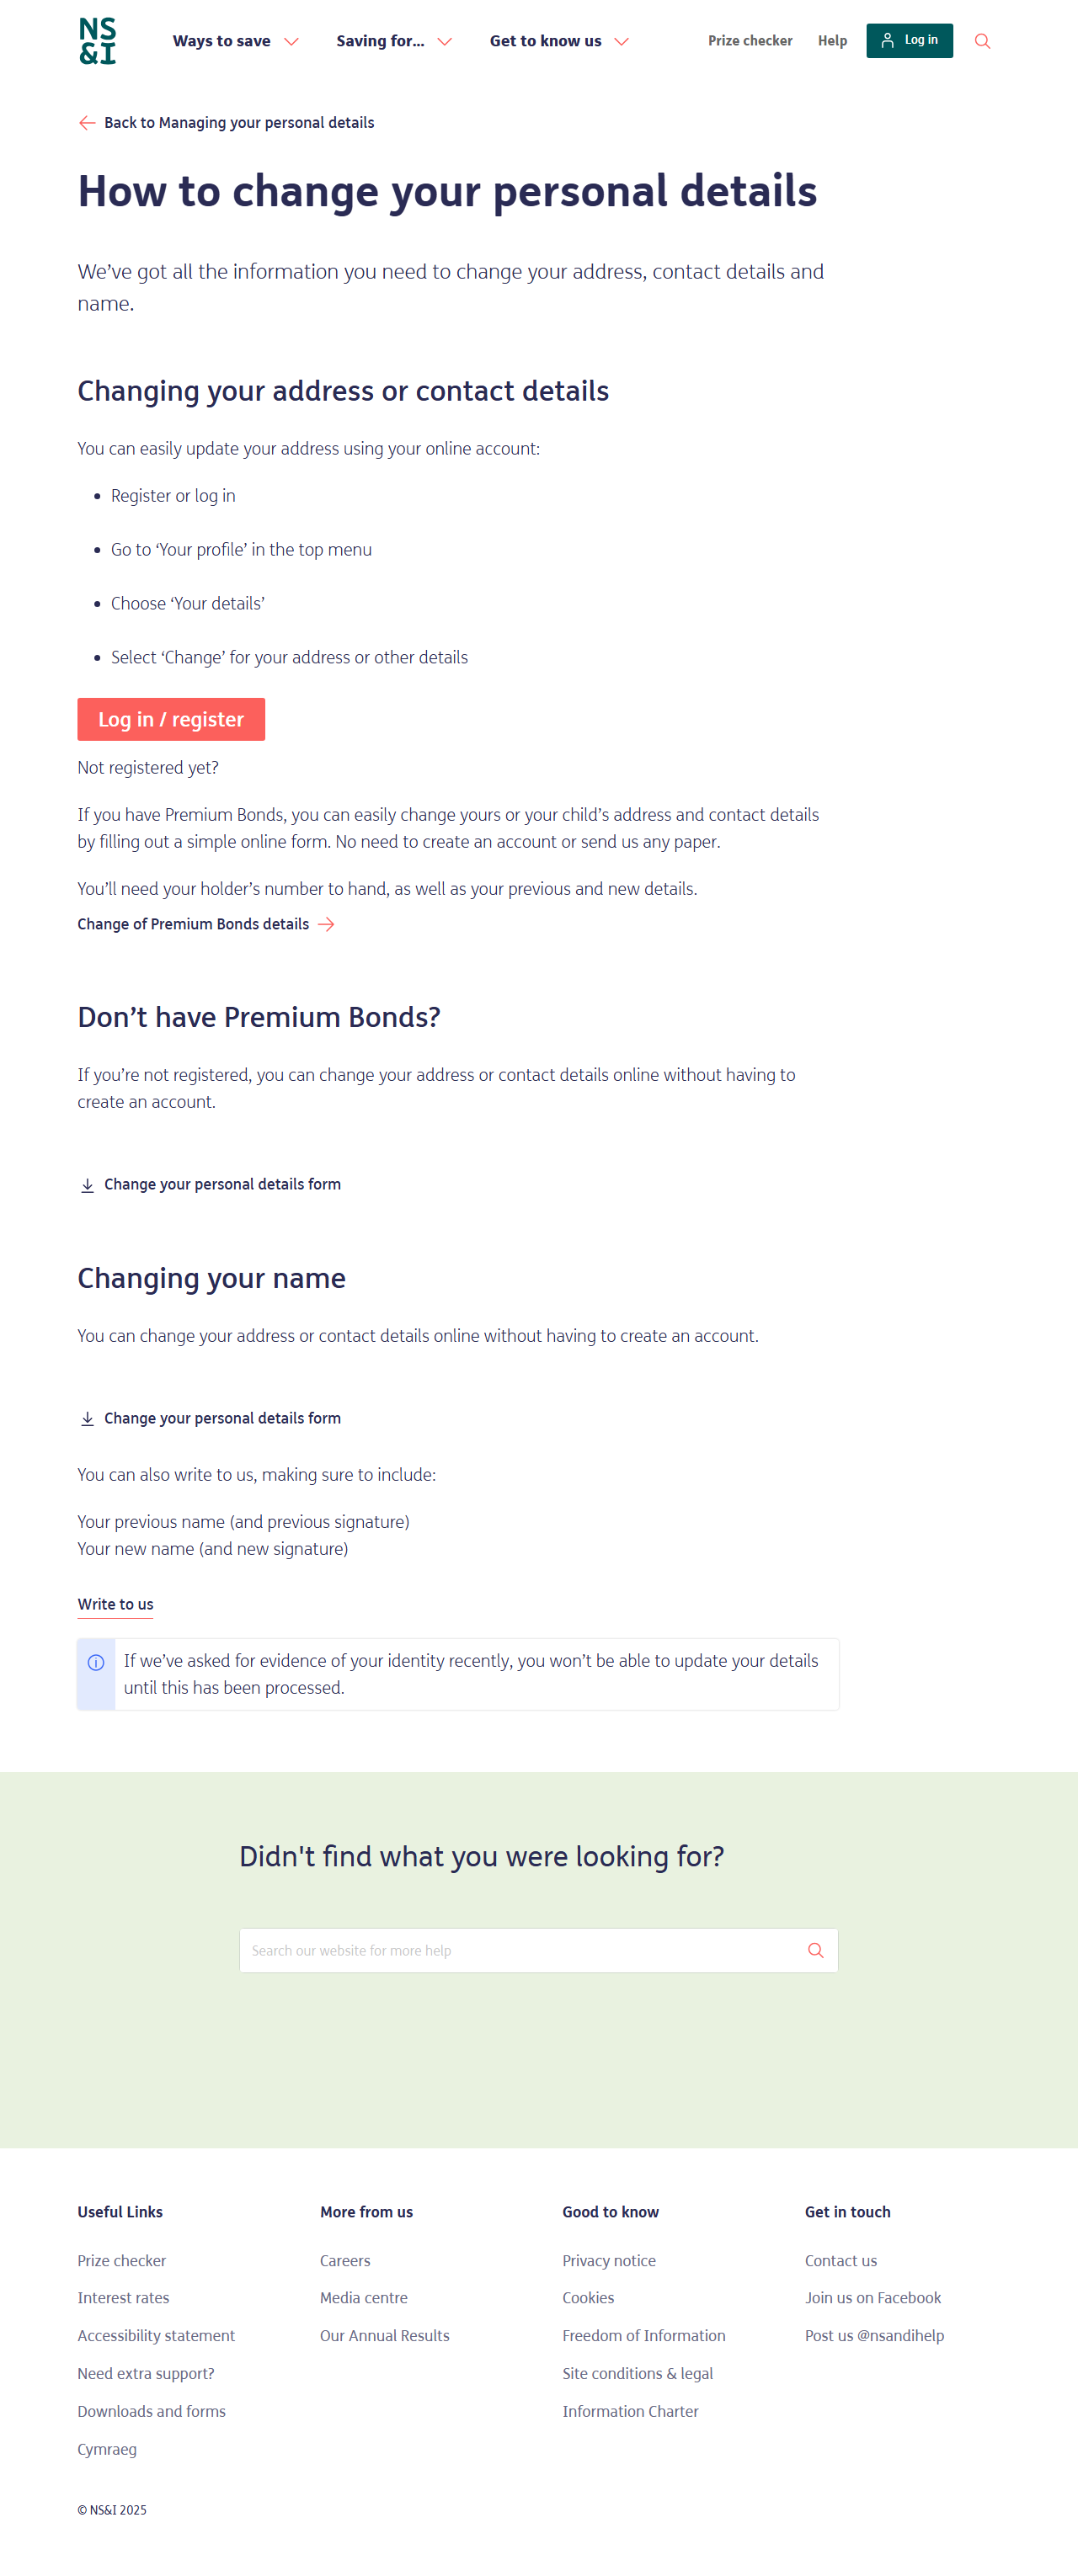 NS
&I
Ways to save
Saving for...
Get to know us
Prize checker
Help
Log in
Back to Managing your personal details
How to change your personal details
We’ve got all the information you need to change your address, contact details and
name.
Changing your address or contact details
You can easily update your address using your online account:
• Register or log in
• Go to ‘Your profile’ in the top menu
• Choose ‘Your details’
• Select ‘Change’ for your address or other details
Log in / register
Not registered yet?
If you have Premium Bonds, you can easily change yours or your child’s address and contact details
by filling out a simple online form. No need to create an account or send us any paper.
You’ll need your holder’s number to hand, as well as your previous and new details.
Change of Premium Bonds details
Don’t have Premium Bonds?
If you’re not registered, you can change your address or contact details online without having to
create an account.
Change your personal details form
Changing your name
You can change your address or contact details online without having to create an account.
Change your personal details form
You can also write to us, making sure to include:
Your previous name (and previous signature)
Your new name (and new signature)
Write to us
If we’ve asked for evidence of your identity recently, you won’t be able to update your details
until this has been processed.
Didn't find what you were looking for?
Search our website for more help
Useful Links
Prize checker
Interest rates
Accessibility statement
Need extra support?
Downloads and forms
Cymraeg
More from us
Careers
Media centre
Our Annual Results
Good to know
Privacy notice
Cookies
Freedom of Information
Site conditions & legal
Information Charter
Get in touch
Contact us
Join us on Facebook
Post us @nsandihelp
© NS&I 2025